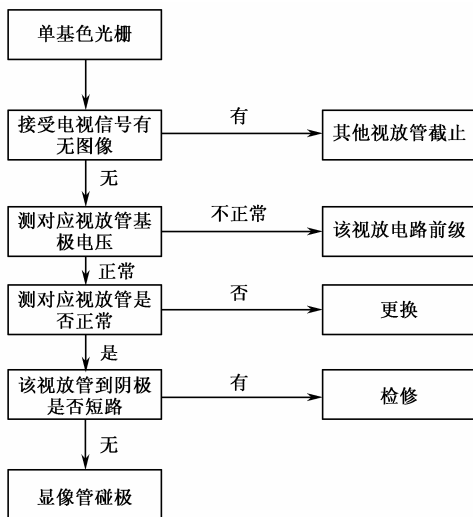 单基色光栅
接受电视信号有
无图像
有
其他视放管截止
无
测对应视放管基
极电压
不正常
该视放电路前级
正常
测对应视放管是
否正常
否
更换
是
该视放管到阴极
是否短路
有
检修
无
显像管碰极